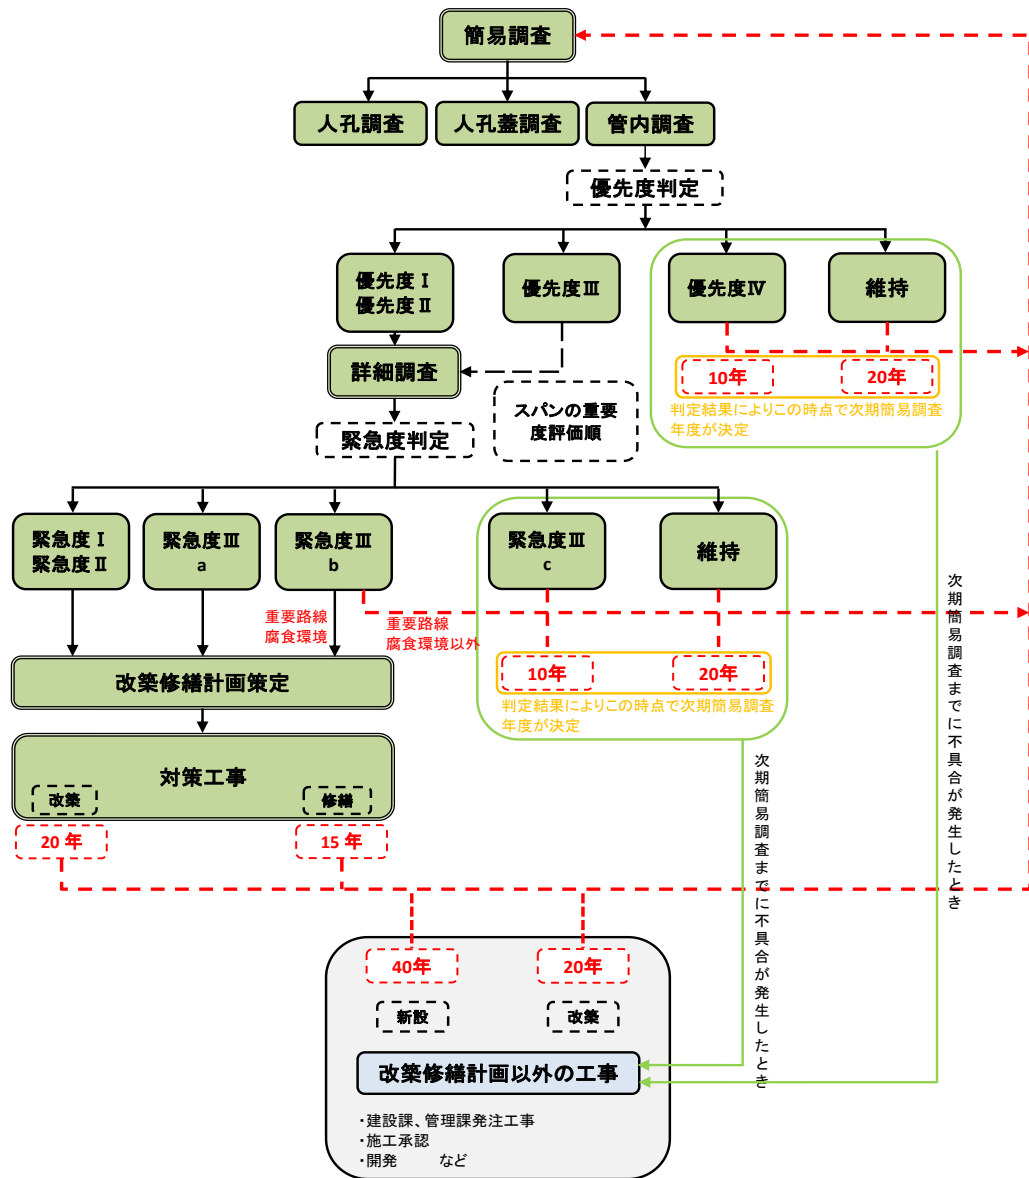 簡易調査
人孔調査
人孔蓋調査
管内調査
優先度判定
優先度Ⅰ
優先度Ⅱ
優先度Ⅲ
優先度Ⅳ
維持
10年
20年
判定結果によりこの時点で次期簡易調査
年度が決定
詳細調査
スパンの重要
度評価順
緊急度判定
緊急度Ⅰ
緊急度Ⅱ
緊急度Ⅲ
a
緊急度Ⅲ
b
緊急度Ⅲ
c
維持
重要路線
腐食環境
重要路線
腐食環境以外
10年
20年
判定結果によりこの時点で次期簡易調査
年度が決定
次期簡易調査までに不具合が発生したとき
次期簡易調査までに不具合が発生したとき
改築修繕計画策定
対策工事
改築
修繕
20 年
15 年
40年
20年
新設
改築
改築修繕計画以外の工事
・建設課、管理課発注工事
・施工承認
・開発　　など